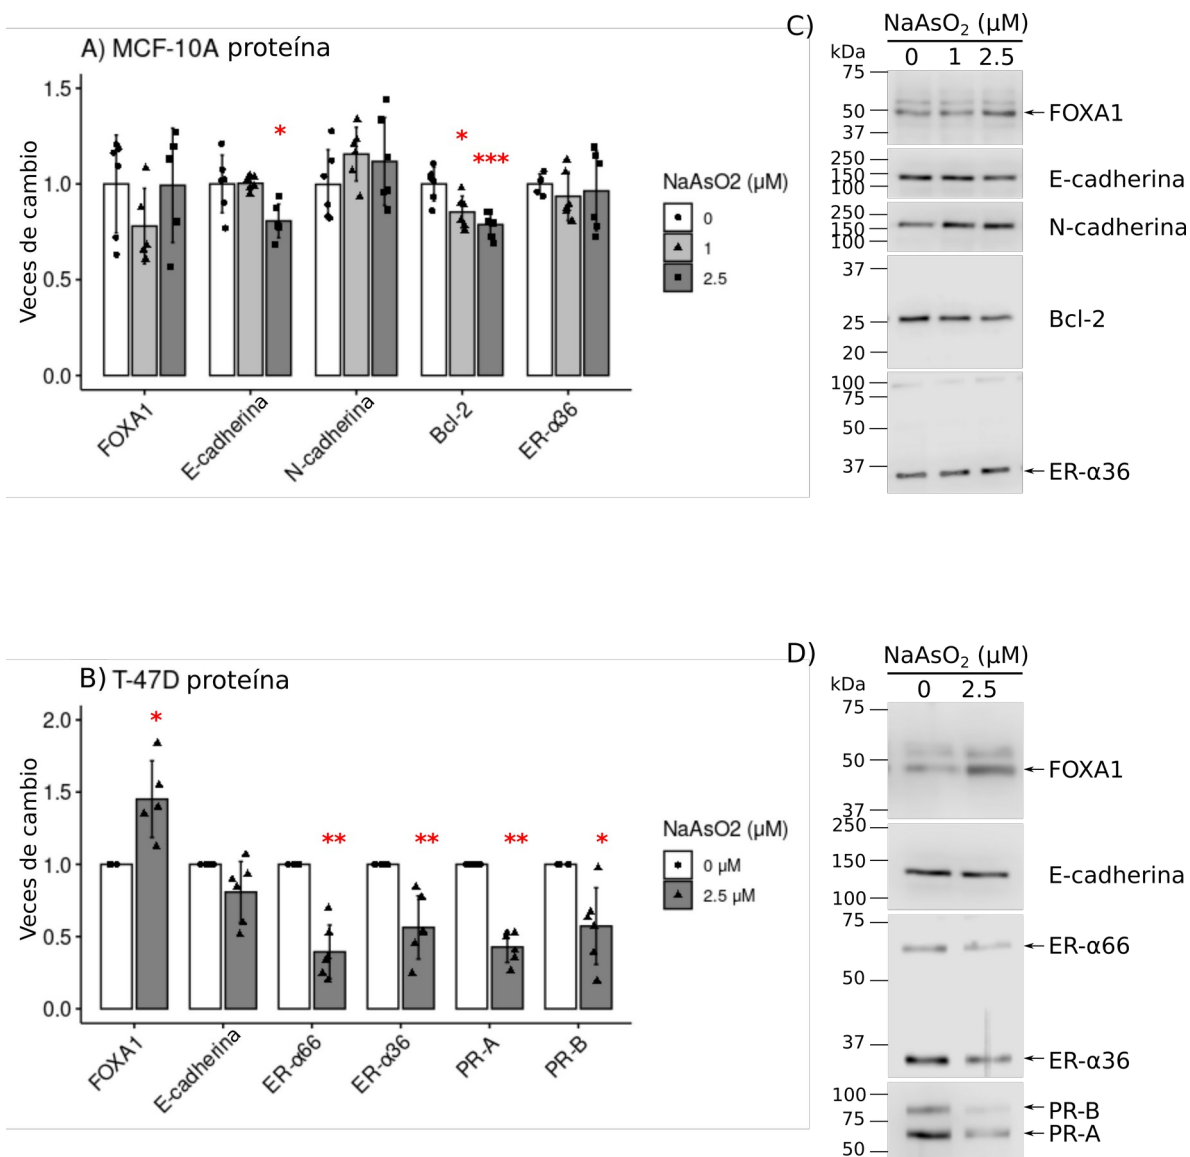 A) MCF-10A proteína
Veces de cambio
1.5
1.0
0.5
0.0
*
*
***
FOXA1
E-cadherina
N-cadherina
Bcl-2
ER-α36
NaAsO2 (µM)
0
1
2.5
C)
NaAsO₂ (µM)
kDa
0 1 2.5
75
50
37
FOXA1
250
150
100
E-cadherina
250
150
100
N-cadherina
37
25
20
Bcl-2
100
75
50
37
ER-α36
B) T-47D proteína
Veces de cambio
2.0
1.5
1.0
0.5
0.0
*
**
**
**
*
FOXA1
E-cadherina
ER-α66
ER-α36
PR-A
PR-B
NaAsO2 (µM)
0 µM
2.5 µM
D)
NaAsO₂ (µM)
kDa
0 2.5
75
50
37
FOXA1
250
150
100
E-cadherina
75
50
37
ER-α66
ER-α36
100
75
50
PR-B
PR-A